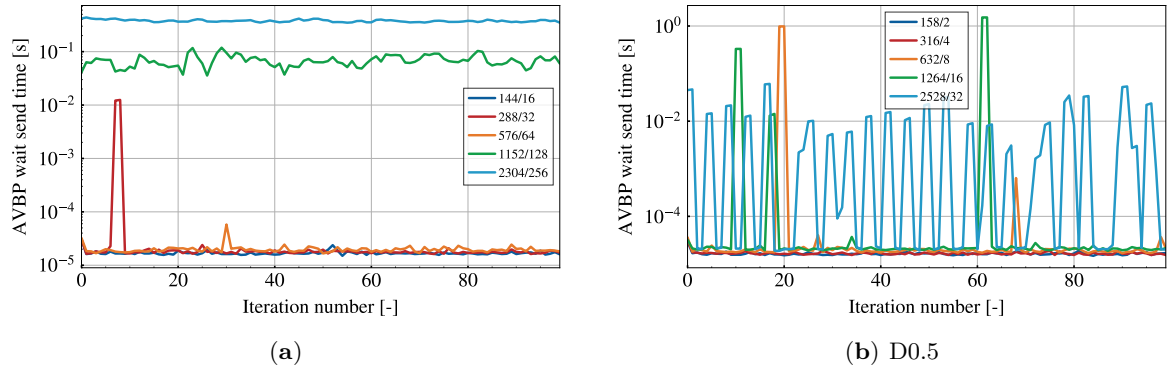 AVBP wait send time [s]
10⁻¹
10⁻²
10⁻³
10⁻⁴
10⁻⁵
144/16
288/32
576/64
1152/128
2304/256
0 20 40 60 80
Iteration number [-]
(a)
AVBP wait send time [s]
10⁰
10⁻²
10⁻⁴
158/2
316/4
632/8
1264/16
2528/32
0 20 40 60 80
Iteration number [-]
(b) D0.5